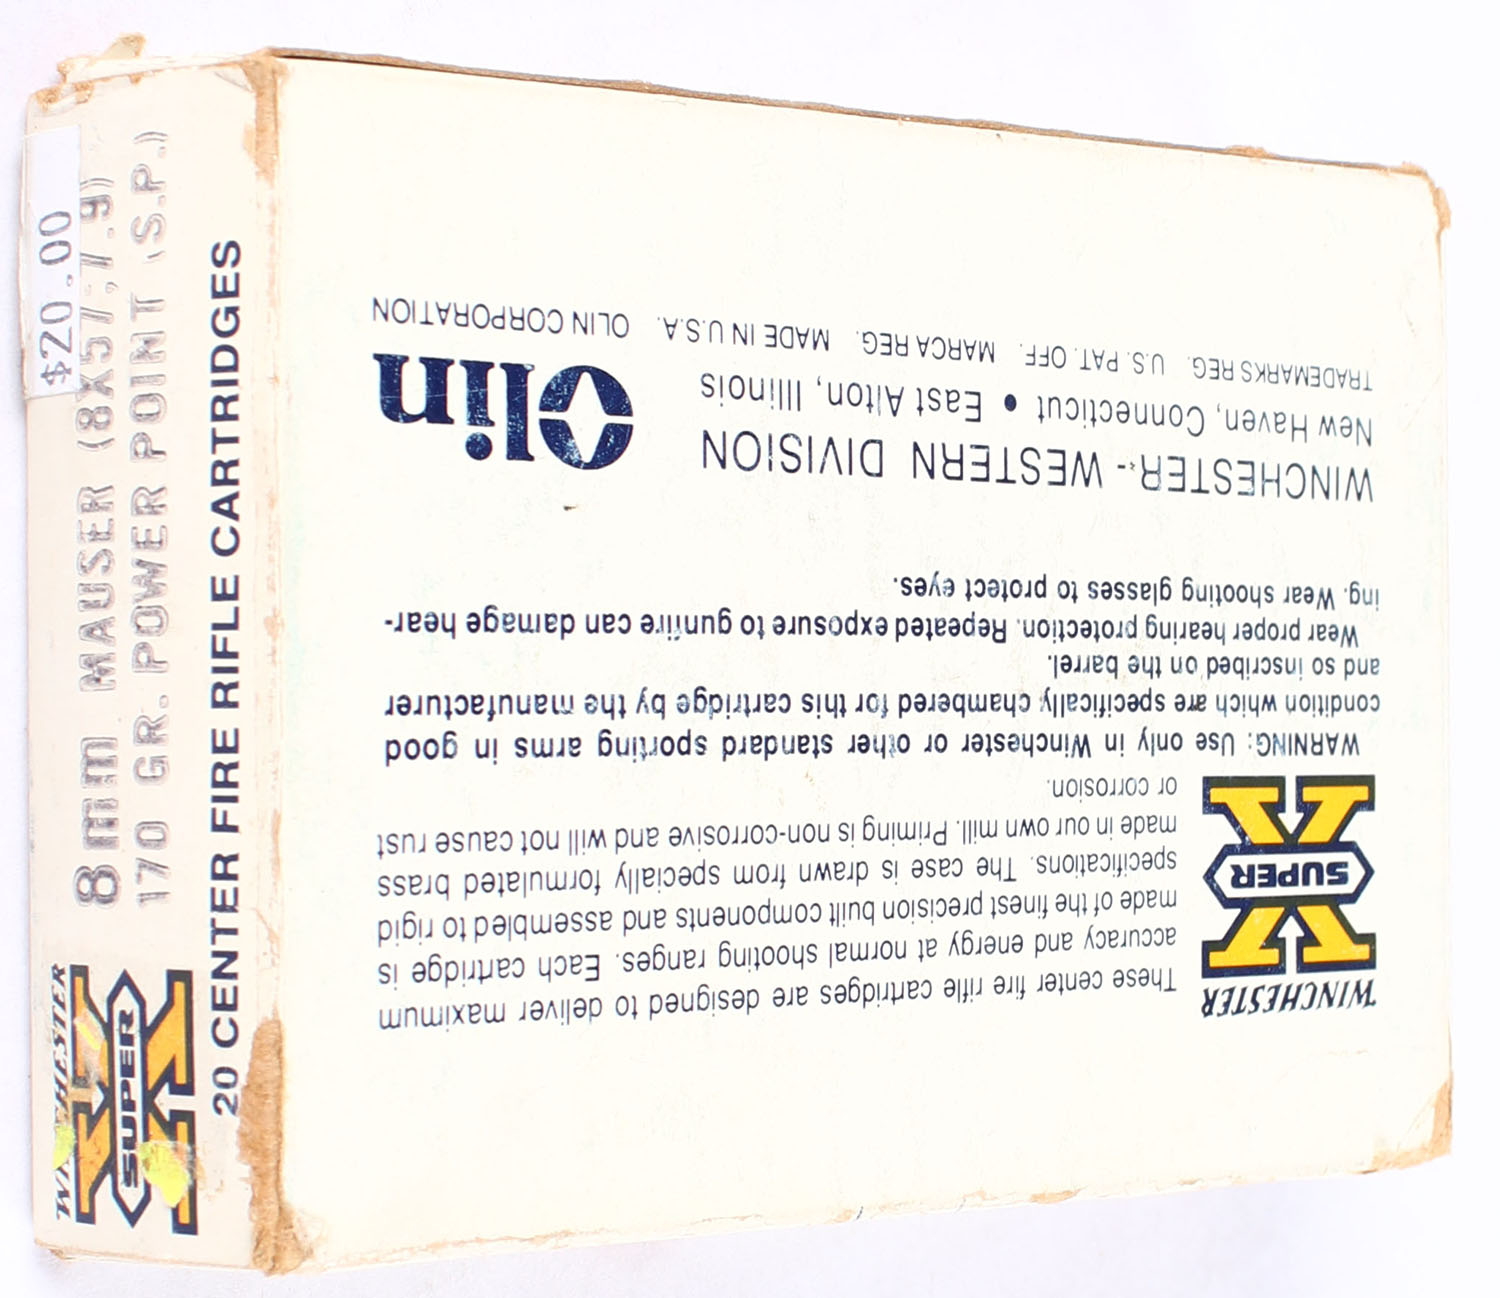 $20.00
WINCHESTER
SUPER
X
8mm MAUSER (8X57;7.9)
170 GR. POWER POINT (S.P.)
20 CENTER FIRE RIFLE CARTRIDGES
WINCHESTER
SUPER
X
These center fire rifle cartridges are designed to deliver maximum
accuracy and energy at normal shooting ranges. Each cartridge is
made of the finest precision built components and assembled to rigid
specifications. The case is drawn from specially formulated brass
made in our own mill. Priming is non-corrosive and will not cause rust
or corrosion.
WARNING: Use only in Winchester or other standard sporting arms in good
condition which are specifically chambered for this cartridge by the manufacturer
and so inscribed on the barrel.
Wear proper hearing protection. Repeated exposure to gunfire can damage hear-
ing. Wear shooting glasses to protect eyes.
WINCHESTER-WESTERN DIVISION
New Haven, Connecticut • East Alton, Illinois
Olin
TRADEMARKS REG. U.S. PAT. OFF. MARCA REG. MADE IN U.S.A. OLIN CORPORATION